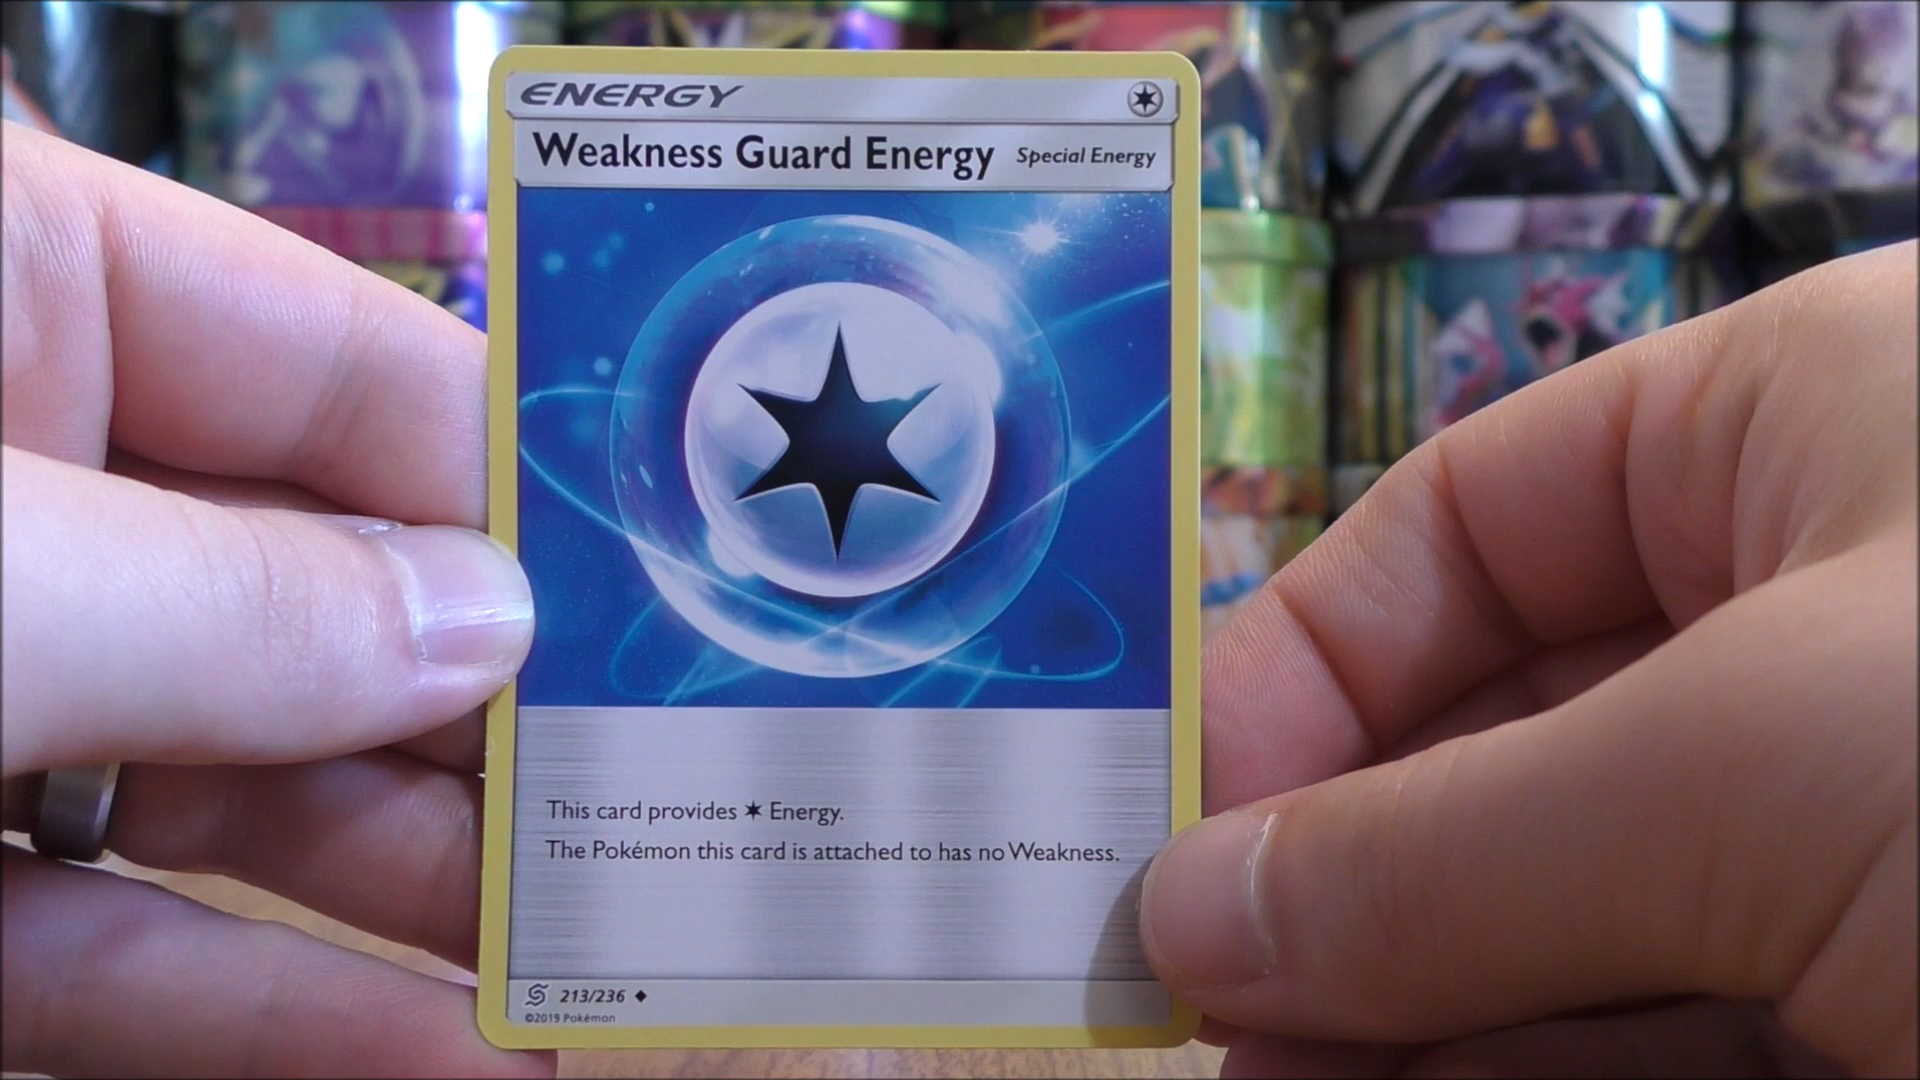 ENERGY
Weakness Guard Energy Special Energy
This card provides Energy.
The Pokémon this card is attached to has no Weakness.
213/236
©2019 Pokémon